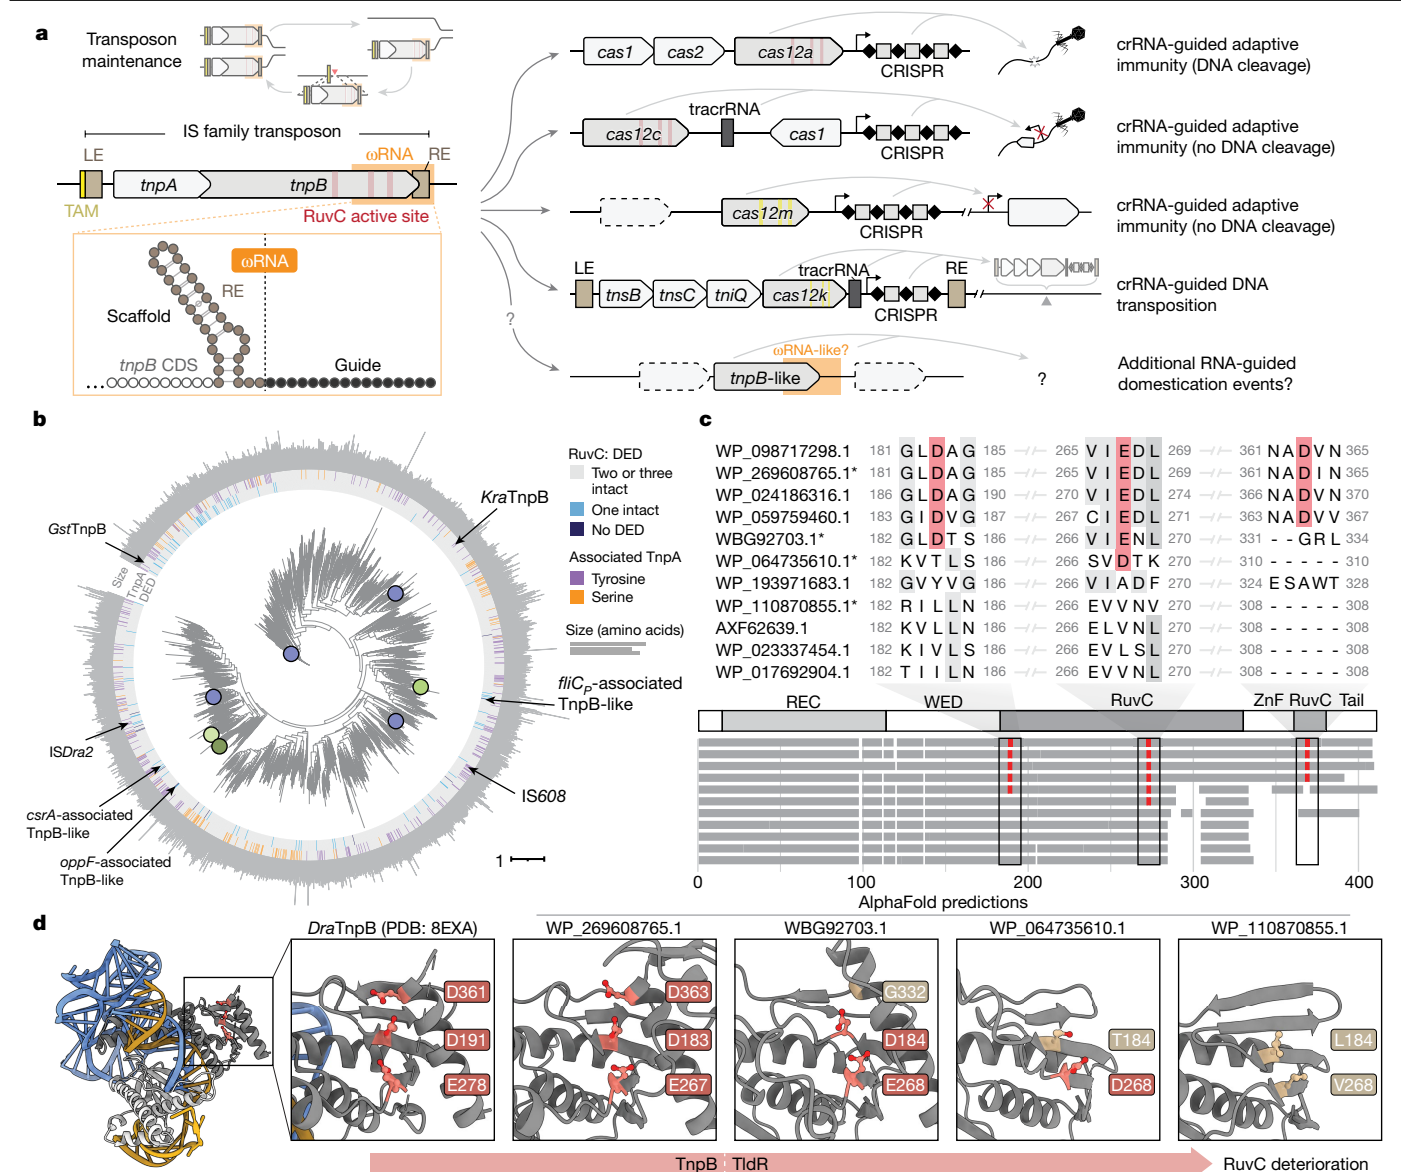 a
Transposon
maintenance
IS family transposon
LE
ωRNA
RE
tnpA
tnpB
TAM
RuvC active site
ωRNA
RE
Scaffold
tnpB CDS
Guide
...
?
cas1
cas2
cas12a
CRISPR
crRNA-guided adaptive
immunity (DNA cleavage)
tracrRNA
cas12c
cas1
CRISPR
crRNA-guided adaptive
immunity (no DNA cleavage)
cas12m
CRISPR
crRNA-guided adaptive
immunity (no DNA cleavage)
LE
tracrRNA
RE
tnsB
tnsC
tniQ
cas12k
CRISPR
crRNA-guided DNA
transposition
ωRNA-like?
tnpB-like
?
Additional RNA-guided
domestication events?
b
RuvC: DED
Two or three
intact
One intact
No DED
Associated TnpA
Tyrosine
Serine
Size (amino acids)
KraTnpB
GstTnpB
Size
TnpA
DED
fliCP-associated
TnpB-like
ISDra2
IS608
csrA-associated
TnpB-like
oppF-associated
TnpB-like
1
c
WP_098717298.1 181 G L D A G 185 265 V I E D L 269 361 N A D V N 365
WP_269608765.1* 181 G L D A G 185 265 V I E D L 269 361 N A D I N 365
WP_024186316.1 186 G L D A G 190 270 V I E D L 274 366 N A D V N 370
WP_059759460.1 183 G I D V G 187 267 C I E D L 271 363 N A D V V 367
WBG92703.1* 182 G L D T S 186 266 V I E N L 270 331 - - G R L 334
WP_064735610.1* 182 K V T L S 186 266 S V D T K 270 310 - - - - - 310
WP_193971683.1 182 G V Y V G 186 266 V I A D F 270 324 E S A W T 328
WP_110870855.1* 182 R I L L N 186 266 E V V N V 270 308 - - - - - 308
AXF62639.1 182 K V L L N 186 266 E L V N L 270 308 - - - - - 308
WP_023337454.1 182 K I V L S 186 266 E V L S L 270 308 - - - - - 308
WP_017692904.1 182 T I I L N 186 266 E V V N L 270 308 - - - - - 308
REC
WED
RuvC
ZnF RuvC Tail
0 100 200 300 400
AlphaFold predictions
d
DraTnpB (PDB: 8EXA)
WP_269608765.1
WBG92703.1
WP_064735610.1
WP_110870855.1
D361
D191
E278
D363
D183
E267
G332
D184
E268
T184
D268
L184
V268
TnpB
TldR
RuvC deterioration